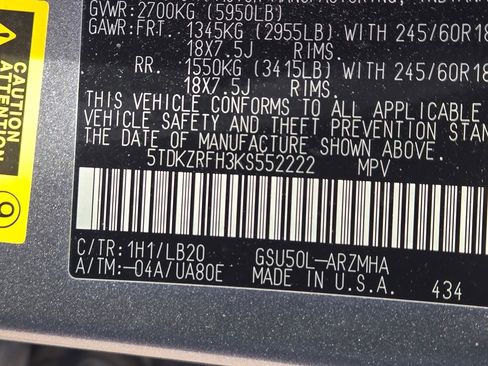 GVWR: 2700KG (5950LB)
GAWR: FRT. 1345KG (2955LB) WITH 245/60R18
18X7.5J RIMS.
RR. 1550KG (3415LB) WITH 245/60R18
18X7.5J RIMS.
THIS VEHICLE CONFORMS TO ALL APPLICABLE
VEHICLE SAFETY AND THEFT PREVENTION STAN
DATE OF MANUFACTURE SHOWN ABOVE.
5TDKZRFH3KS552222 MPV
C/TR: 1H1/LB20 GSU50L-ARZMHA
A/TM: -04A/UA80E MADE IN U.S.A. 434
CAUTION